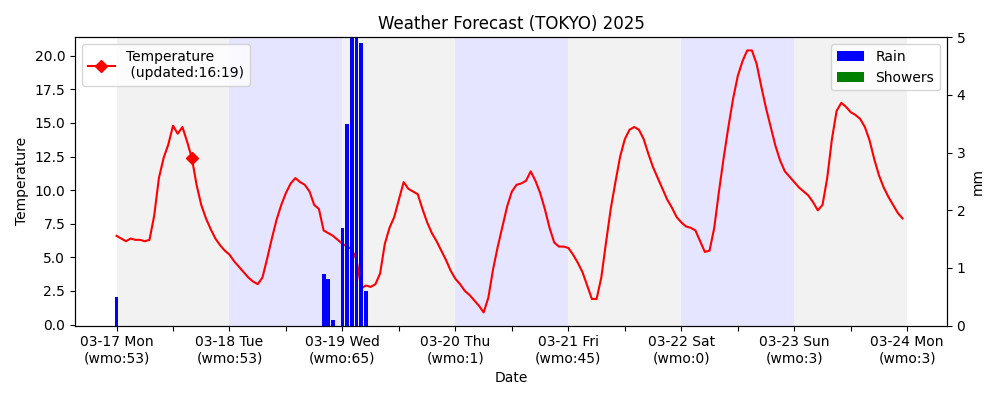 Weather Forecast (TOKYO) 2025
Temperature
(updated:16:19)
Rain
Showers
Temperature
20.0
17.5
15.0
12.5
10.0
7.5
5.0
2.5
0.0
5
4
3
2
1
0
mm
03-17 Mon
(wmo:53)
03-18 Tue
(wmo:53)
03-19 Wed
(wmo:65)
03-20 Thu
(wmo:1)
03-21 Fri
(wmo:45)
03-22 Sat
(wmo:0)
03-23 Sun
(wmo:3)
03-24 Mon
(wmo:3)
Date